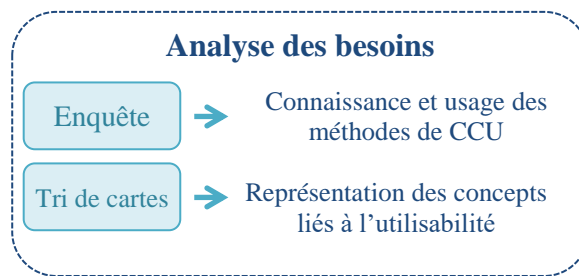 Analyse des besoins
Enquête
Connaissance et usage des
méthodes de CCU
Tri de cartes
Représentation des concepts
liés à l’utilisabilité